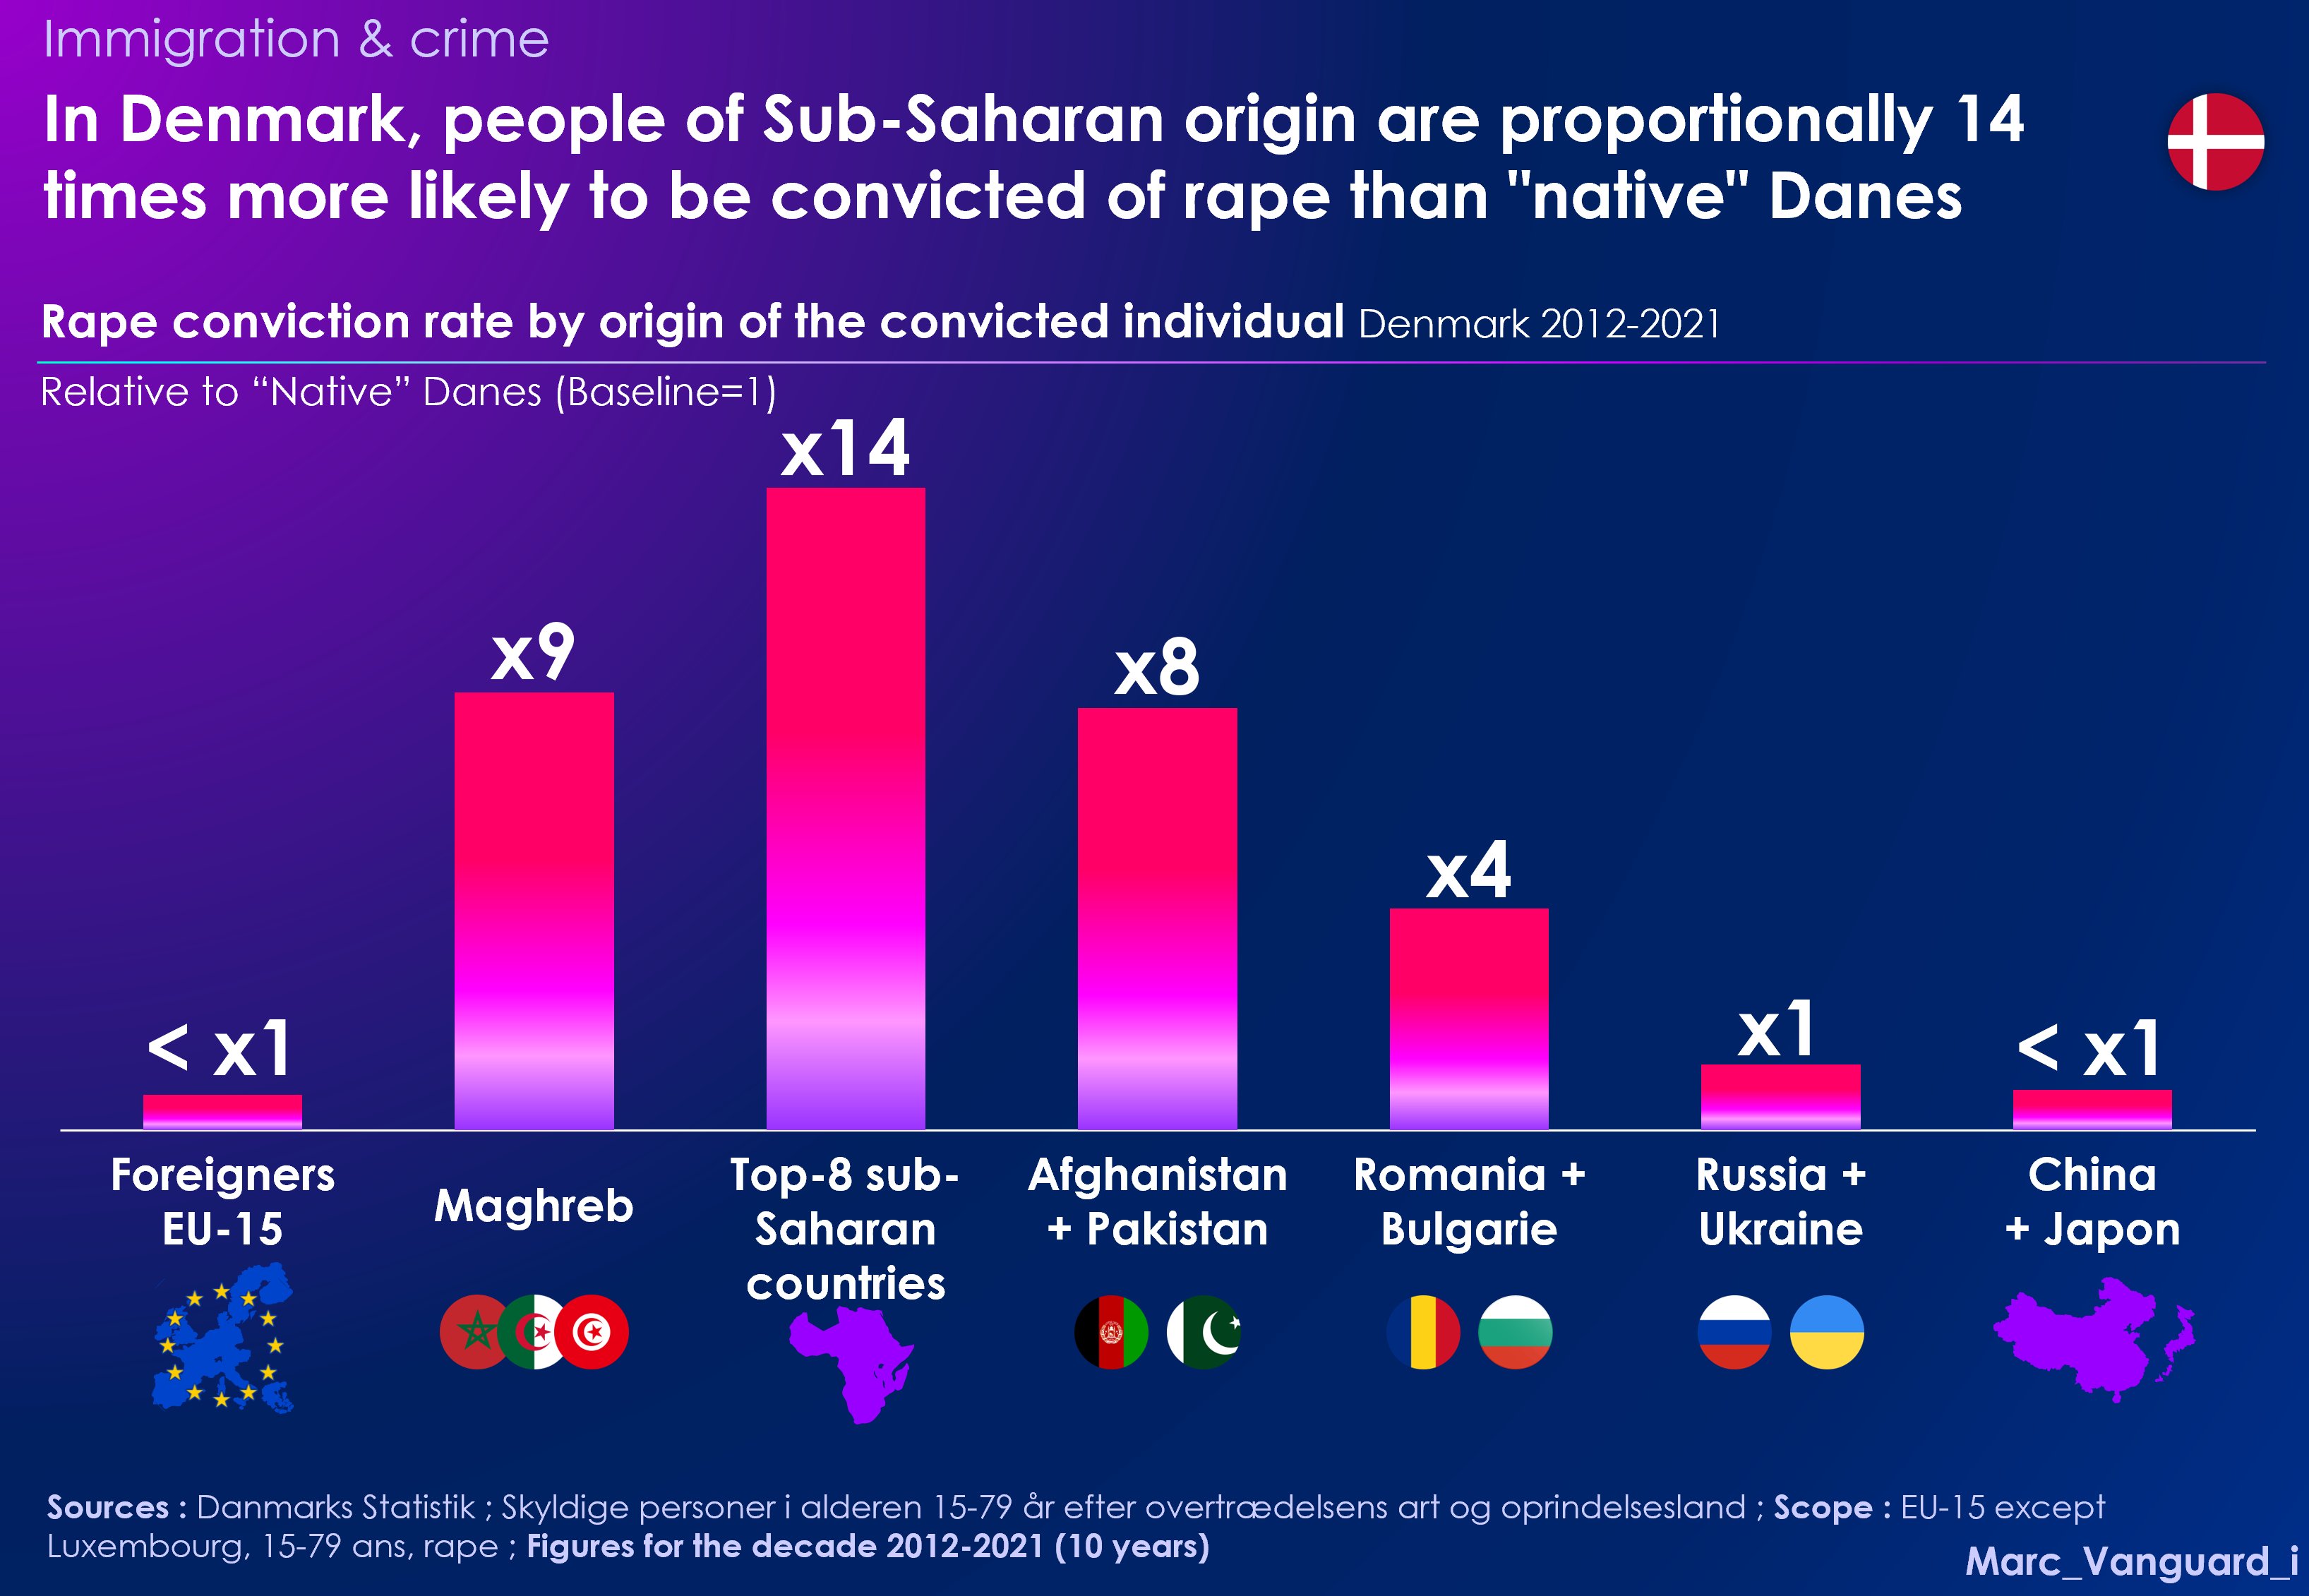 Immigration & crime
In Denmark, people of Sub-Saharan origin are proportionally 14
times more likely to be convicted of rape than "native" Danes
Rape conviction rate by origin of the convicted individual Denmark 2012-2021
Relative to “Native” Danes (Baseline=1)
< x1
x9
x14
x8
x4
x1
< x1
Foreigners
EU-15
Maghreb
Top-8 sub-
Saharan
countries
Afghanistan
+ Pakistan
Romania +
Bulgarie
Russia +
Ukraine
China
+ Japon
Sources : Danmarks Statistik ; Skyldige personer i alderen 15-79 år efter overtrædelsens art og oprindelsesland ; Scope : EU-15 except
Luxembourg, 15-79 ans, rape ; Figures for the decade 2012-2021 (10 years)
Marc_Vanguard_i